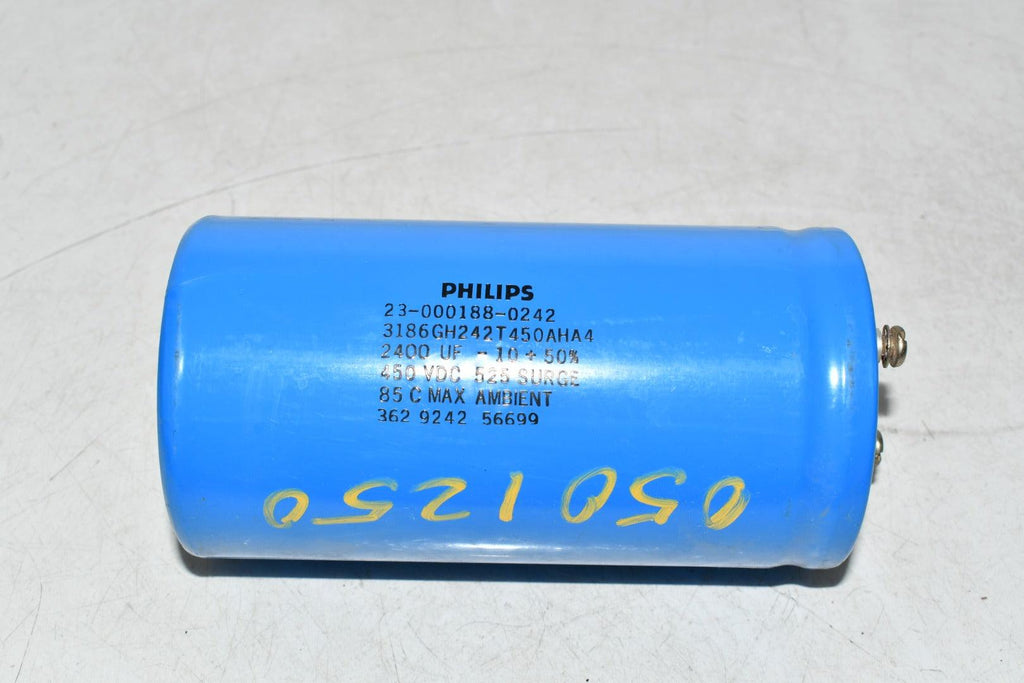 PHILIPS
23-000188-0242
3186GH242T450AHA4
2400 UF -10 + 50%
450 VDC 525 SURGE
85 C MAX AMBIENT
362 9242 56699
0501250